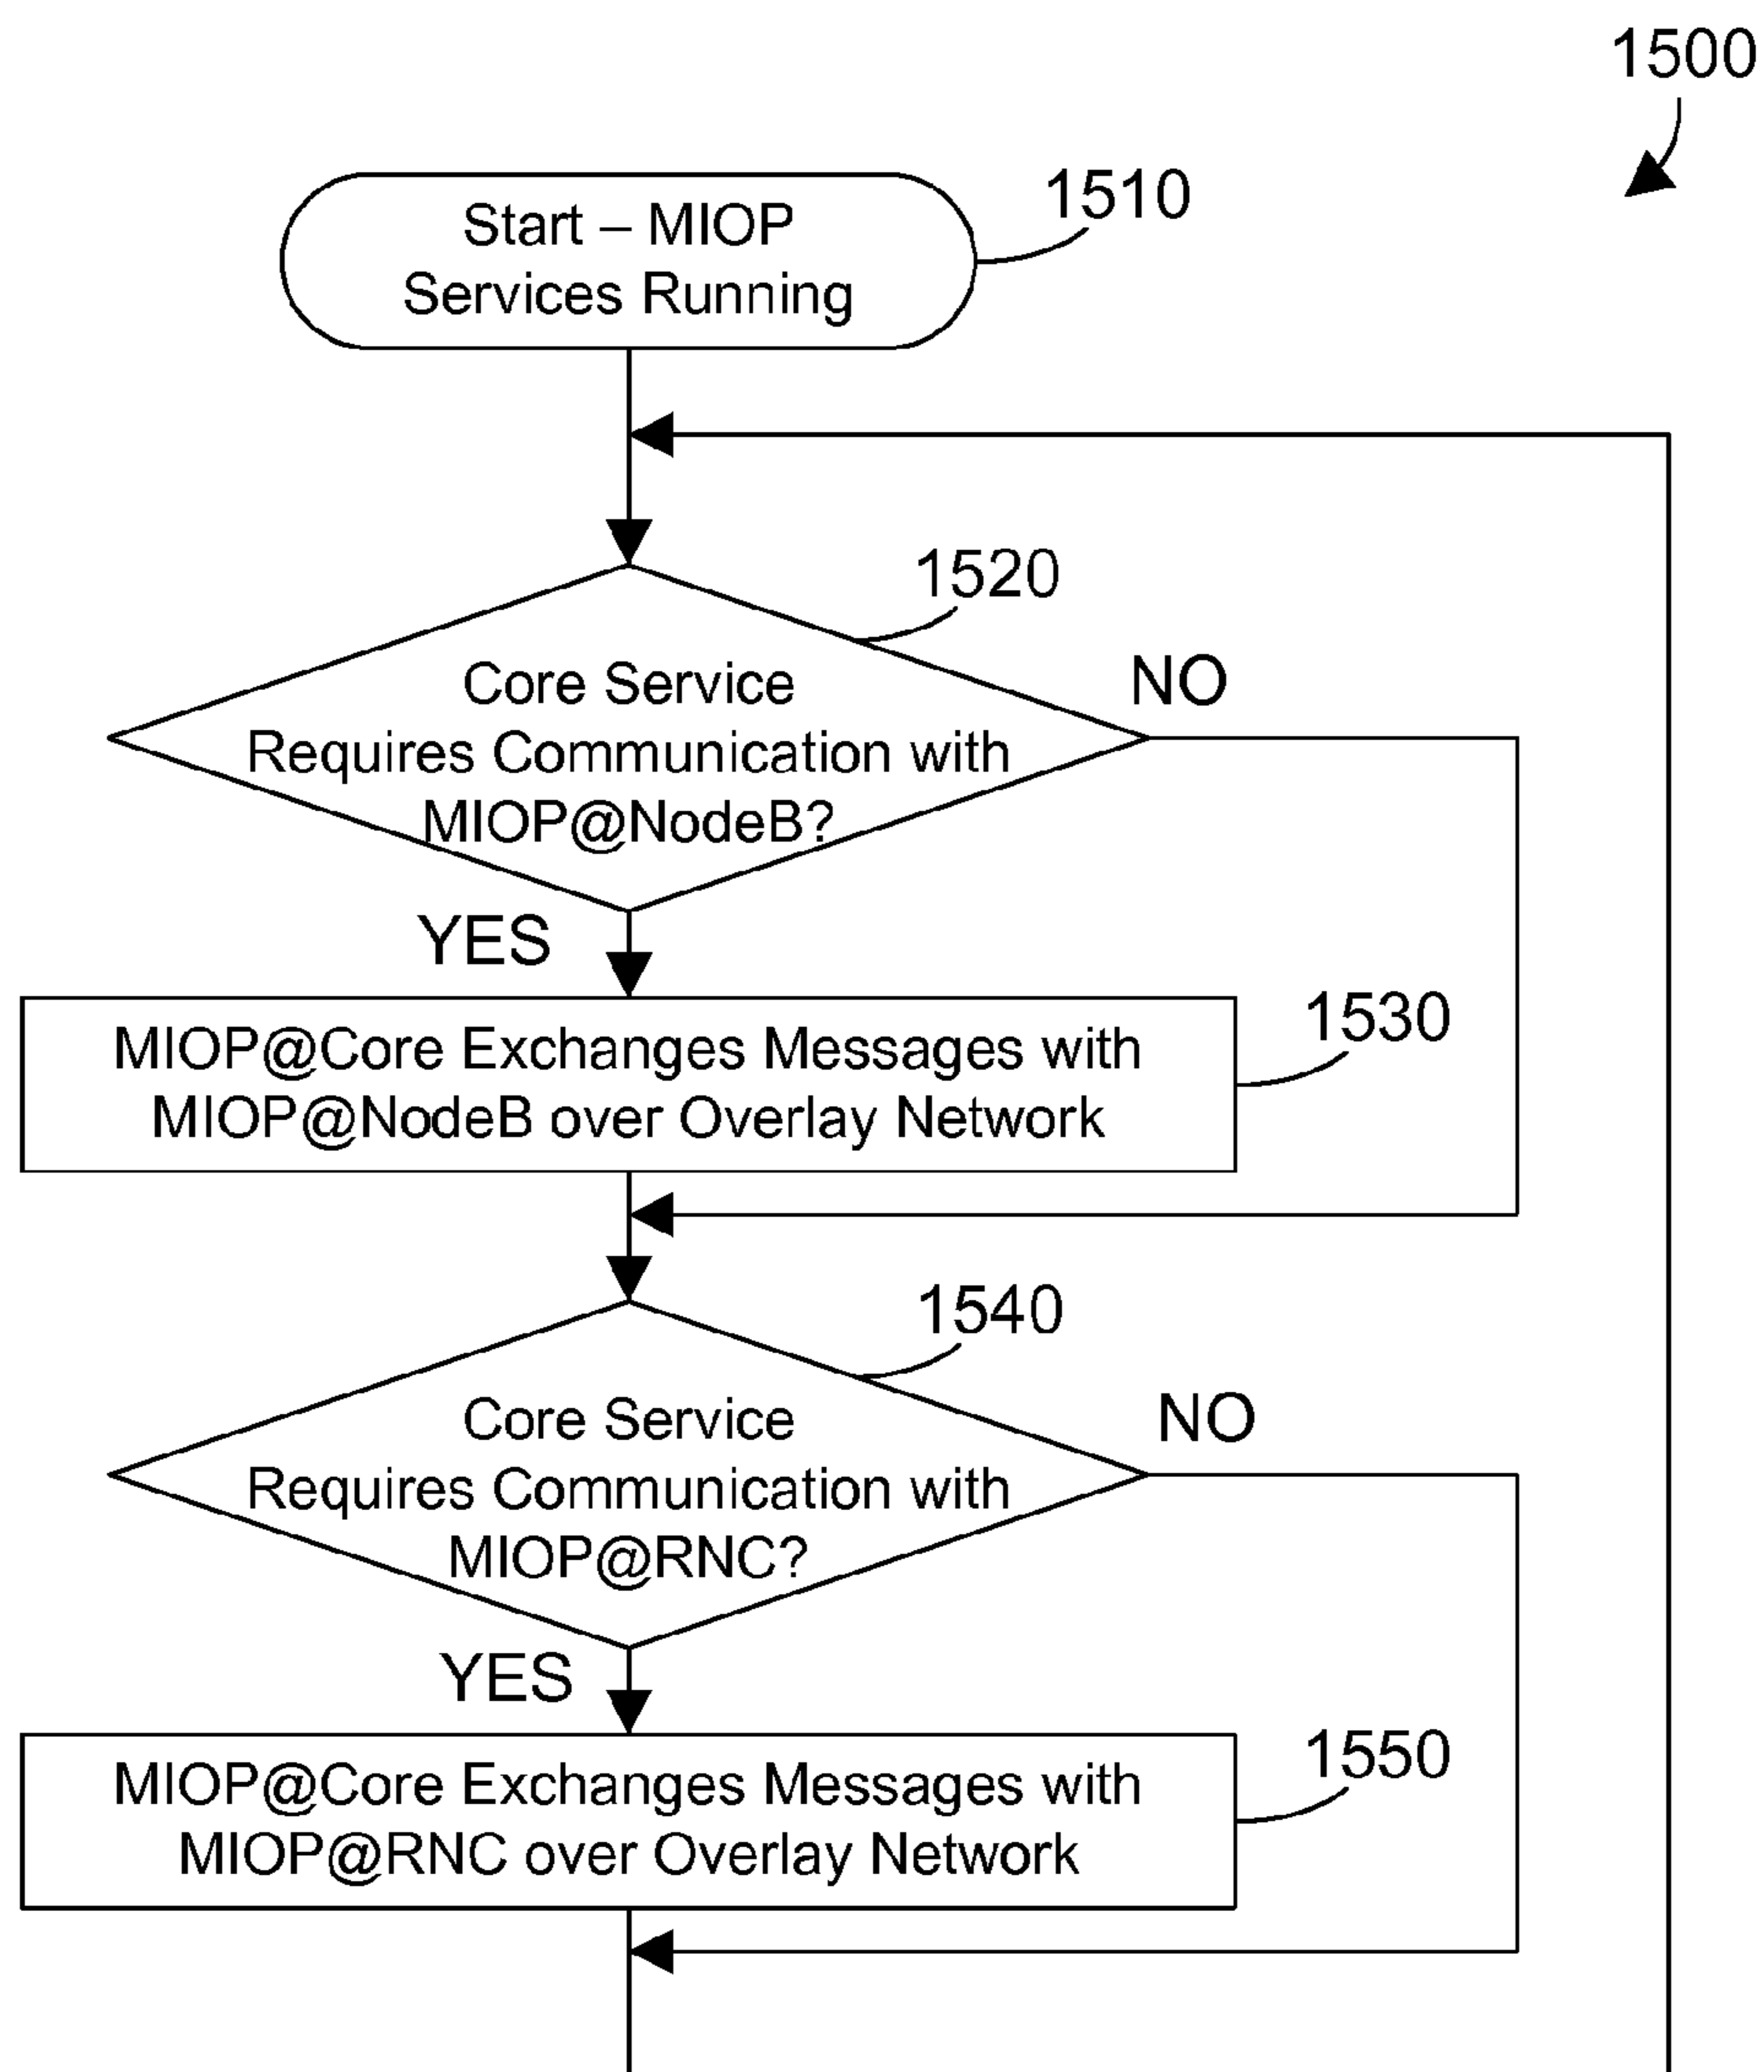 1500
1510
Start – MIOP
Services Running
1520
Core Service
Requires Communication with
MIOP@NodeB?
NO
YES
1530
MIOP@Core Exchanges Messages with
MIOP@NodeB over Overlay Network
1540
Core Service
Requires Communication with
MIOP@RNC?
NO
YES
1550
MIOP@Core Exchanges Messages with
MIOP@RNC over Overlay Network